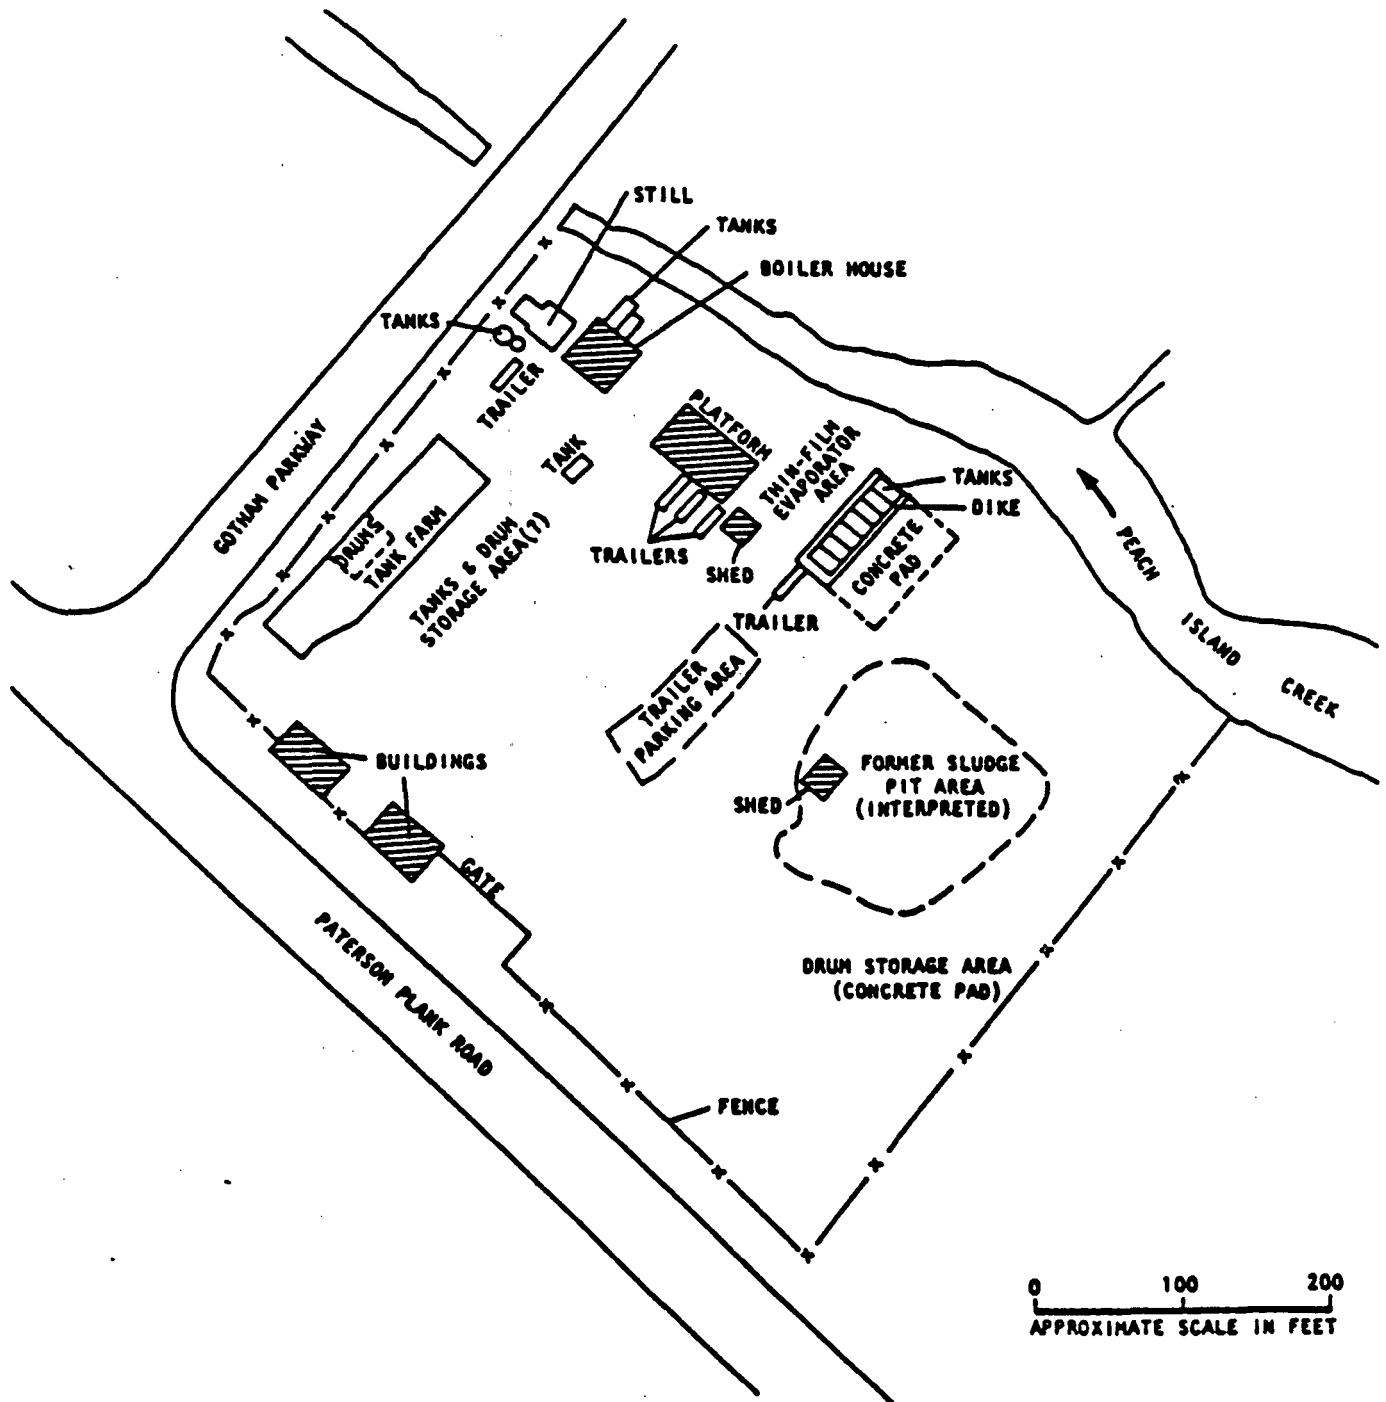 STILL
TANKS
BOILER HOUSE
TANKS
TRAILER
PLATFORM
GOTHAM PARKWAY
TANK
THIN-FILM
EVAPORATOR
AREA
TANKS
DIKE
DRUMS
TANK FARM
TANKS & DRUM
STORAGE AREA(?)
TRAILERS
SHED
CONCRETE
PAD
PEACH
ISLAND
CREEK
TRAILER
TRAILER
PARKING AREA
BUILDINGS
SHED
FORMER SLUDGE
PIT AREA
(INTERPRETED)
GATE
PATERSON PLANK ROAD
DRUM STORAGE AREA
(CONCRETE PAD)
FENCE
0 100 200
APPROXIMATE SCALE IN FEET